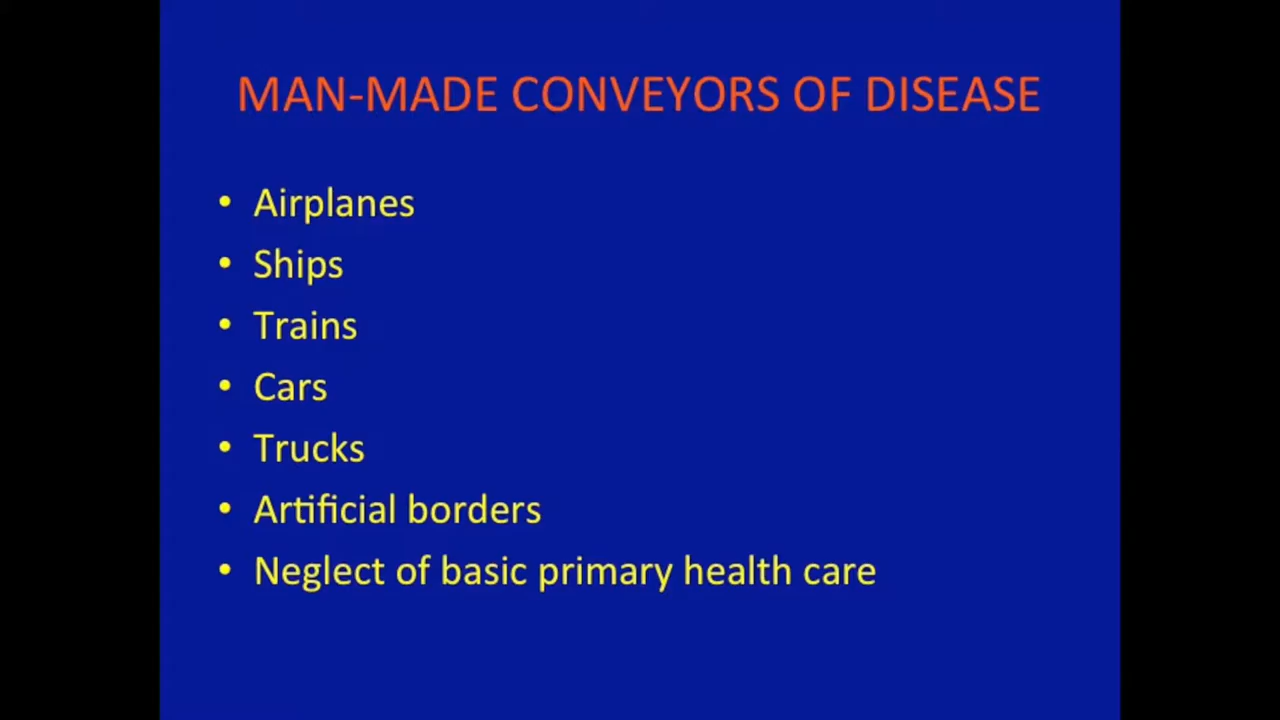 MAN-MADE CONVEYORS OF DISEASE
• Airplanes
• Ships
• Trains
• Cars
• Trucks
• Artificial borders
• Neglect of basic primary health care